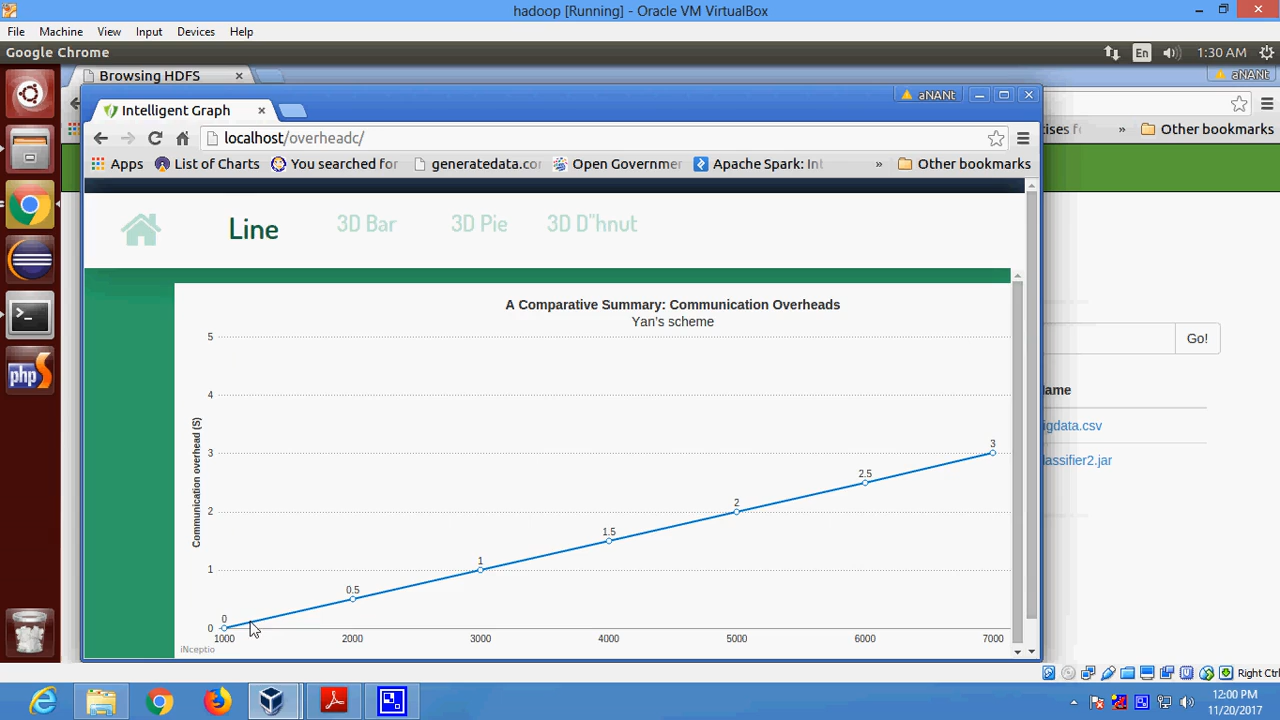 hadoop [Running] - Oracle VM VirtualBox
File Machine View Input Devices Help
Google Chrome En 1:30 AM
Browsing HDFS × aNANt
Intelligent Graph × aNANt
localhost/overheadc/
Apps List of Charts You searched for generatedata.co Open Governme Apache Spark: Int » Other bookmarks
» Other bookmarks
Line 3D Bar 3D Pie 3D D"hnut
A Comparative Summary: Communication Overheads
Yan's scheme
Communication overhead (S)
5
4
3
2
1
0
0 0.5 1 1.5 2 2.5 3
1000 2000 3000 4000 5000 6000 7000
iNceptio
Go!
ame
igdata.csv
lassifier2.jar
php
Right Ctrl
12:00 PM
11/20/2017